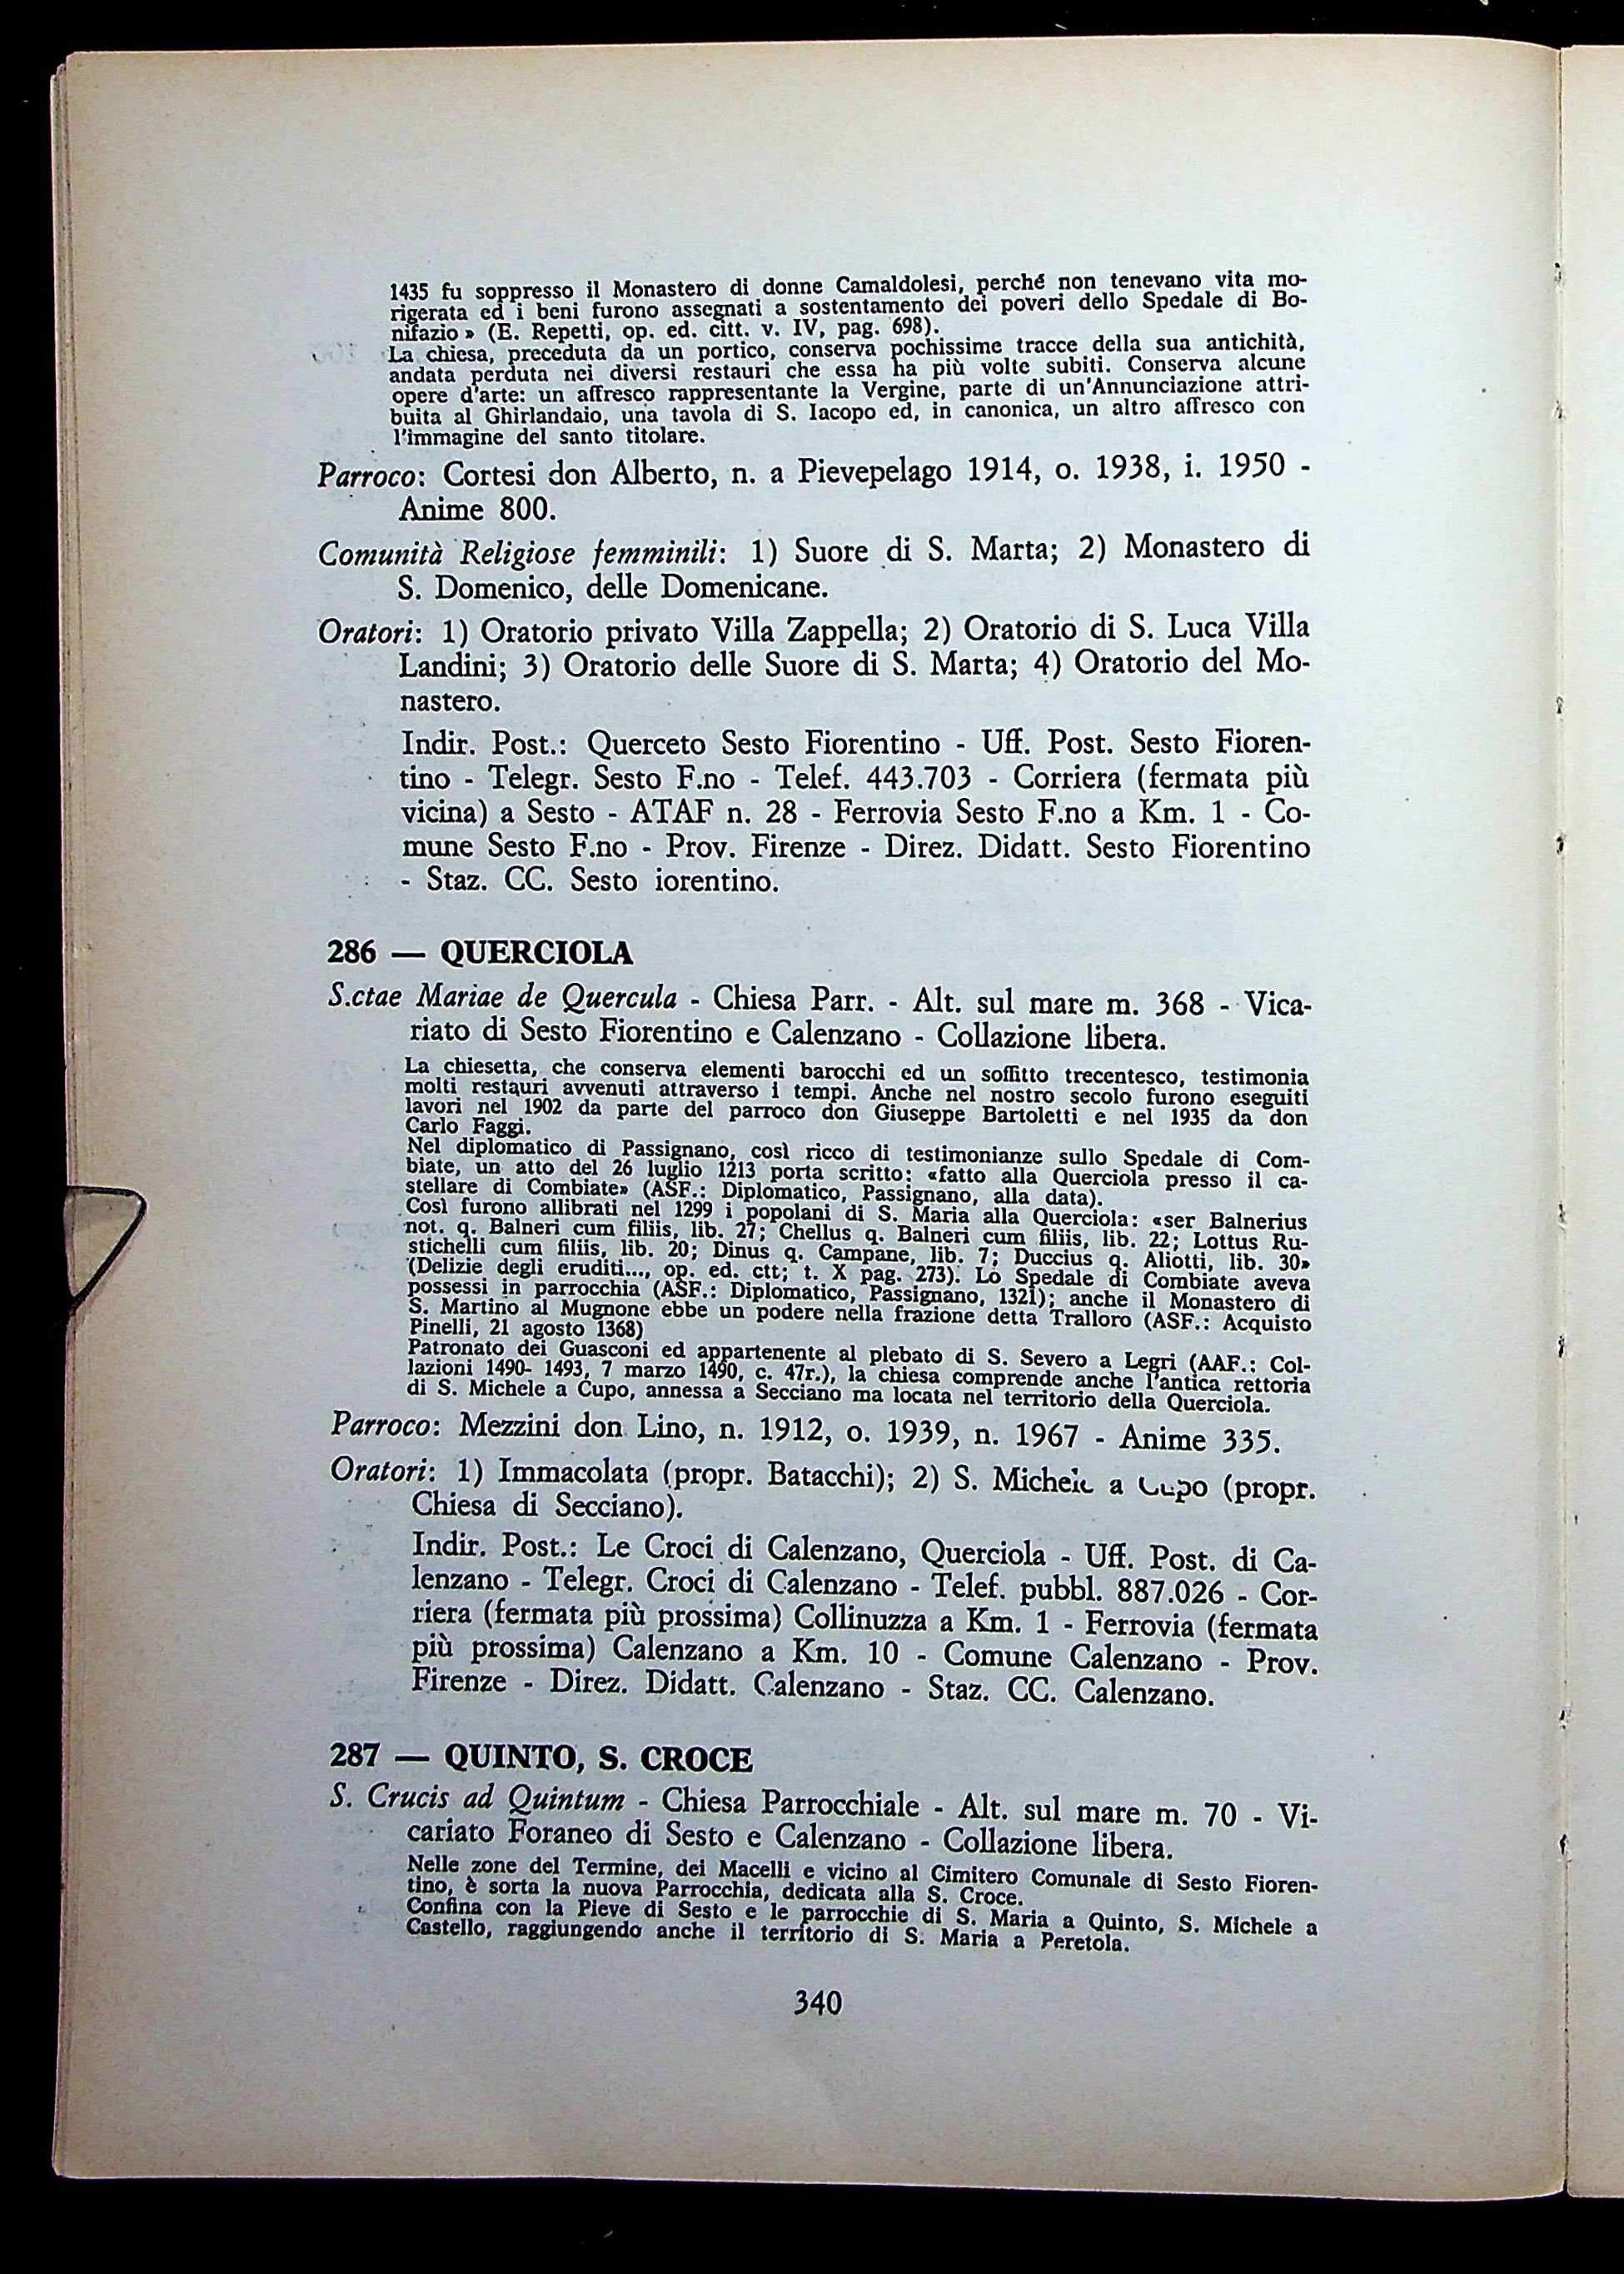 1435 fu soppresso il Monastero di donne Camaldolesi, perché non tenevano vita mo-
rigerata ed i beni furono assegnati a sostentamento dei poveri dello Spedale di Bo-
nifazio » (E. Repetti, op. ed. citt. v. IV, pag. 698).
La chiesa, preceduta da un portico, conserva pochissime tracce della sua antichità,
andata perduta nei diversi restauri che essa ha più volte subiti. Conserva alcune
opere d'arte: un affresco rappresentante la Vergine, parte di un'Annunciazione attri-
buita al Ghirlandaio, una tavola di S. Iacopo ed, in canonica, un altro affresco con
l'immagine del santo titolare.
Parroco: Cortesi don Alberto, n. a Pievepelago 1914, o. 1938, i. 1950 -
Anime 800.
Comunità Religiose femminili: 1) Suore di S. Marta; 2) Monastero di
S. Domenico, delle Domenicane.
Oratori: 1) Oratorio privato Villa Zappella; 2) Oratorio di S. Luca Villa
Landini; 3) Oratorio delle Suore di S. Marta; 4) Oratorio del Mo-
nastero.
Indir. Post.: Querceto Sesto Fiorentino - Uff. Post. Sesto Fioren-
tino - Telegr. Sesto F.no - Telef. 443.703 - Corriera (fermata più
vicina) a Sesto - ATAF n. 28 - Ferrovia Sesto F.no a Km. 1 - Co-
mune Sesto F.no - Prov. Firenze - Direz. Didatt. Sesto Fiorentino
- Staz. CC. Sesto iorentino.
286 — QUERCIOLA
S.ctae Mariae de Quercula - Chiesa Parr. - Alt. sul mare m. 368 - Vica-
riato di Sesto Fiorentino e Calenzano - Collazione libera.
La chiesetta, che conserva elementi barocchi ed un soffitto trecentesco, testimonia
molti restauri avvenuti attraverso i tempi. Anche nel nostro secolo furono eseguiti
lavori nel 1902 da parte del parroco don Giuseppe Bartoletti e nel 1935 da don
Carlo Faggi.
Nel diplomatico di Passignano, così ricco di testimonianze sullo Spedale di Com-
biate, un atto del 26 luglio 1213 porta scritto: «fatto alla Querciola presso il ca-
stellare di Combiate» (ASF.: Diplomatico, Passignano, alla data).
Così furono allibrati nel 1299 i popolani di S. Maria alla Querciola: «ser Balnerius
not. q. Balneri cum filiis, lib. 27; Chellus q. Balneri cum filiis, lib. 22; Lottus Ru-
stichelli cum filiis, lib. 20; Dinus q. Campane, lib. 7; Duccius q. Aliotti, lib. 30»
(Delizie degli eruditi..., op. ed. ctt; t. X pag. 273). Lo Spedale di Combiate aveva
possessi in parrocchia (ASF.: Diplomatico, Passignano, 1321); anche il Monastero di
S. Martino al Mugnone ebbe un podere nella frazione detta Tralloro (ASF.: Acquisto
Pinelli, 21 agosto 1368)
Patronato dei Guasconi ed appartenente al plebato di S. Severo a Legri (AAF.: Col-
lazioni 1490- 1493, 7 marzo 1490, c. 47r.), la chiesa comprende anche l'antica rettoria
di S. Michele a Cupo, annessa a Secciano ma locata nel territorio della Querciola.
Parroco: Mezzini don Lino, n. 1912, o. 1939, n. 1967 - Anime 335.
Oratori: 1) Immacolata (propr. Batacchi); 2) S. Michele a Cupo (propr.
Chiesa di Secciano).
Indir. Post.: Le Croci di Calenzano, Querciola - Uff. Post. di Ca-
lenzano - Telegr. Croci di Calenzano - Telef. pubbl. 887.026 - Cor-
riera (fermata più prossima) Collinuzza a Km. 1 - Ferrovia (fermata
più prossima) Calenzano a Km. 10 - Comune Calenzano - Prov.
Firenze - Direz. Didatt. Calenzano - Staz. CC. Calenzano.
287 — QUINTO, S. CROCE
S. Crucis ad Quintum - Chiesa Parrocchiale - Alt. sul mare m. 70 - Vi-
cariato Foraneo di Sesto e Calenzano - Collazione libera.
Nelle zone del Termine, dei Macelli e vicino al Cimitero Comunale di Sesto Fioren-
tino, è sorta la nuova Parrocchia, dedicata alla S. Croce.
Confina con la Pieve di Sesto e le parrocchie di S. Maria a Quinto, S. Michele a
Castello, raggiungendo anche il territorio di S. Maria a Peretola.
340